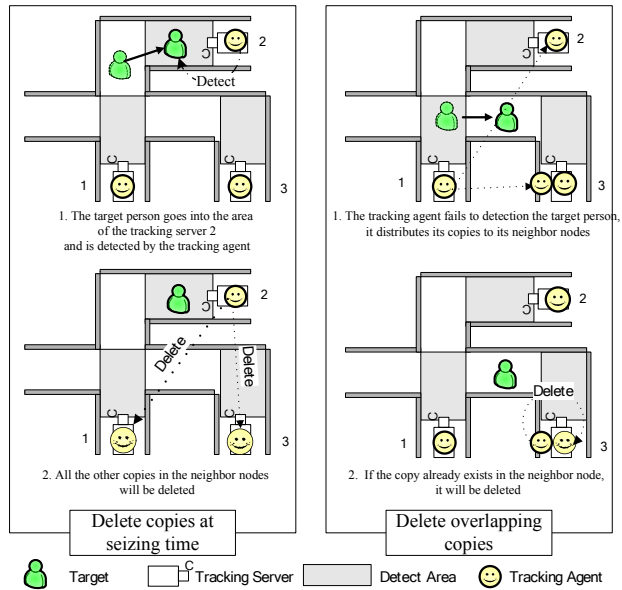 C
2
Detect
C
C
1
3
1. The target person goes into the area
of the tracking server 2
and is detected by the tracking agent
C
2
Delete
Delete
C
C
1
3
2. All the other copies in the neighbor nodes
will be deleted
Delete copies at
seizing time
C
2
C
C
1
3
1. The tracking agent fails to detection the target person,
it distributes its copies to its neighbor nodes
C
2
Delete
C
C
1
3
2. If the copy already exists in the neighbor node,
it will be deleted
Delete overlapping
copies
Target
C
Tracking Server
Detect Area
Tracking Agent